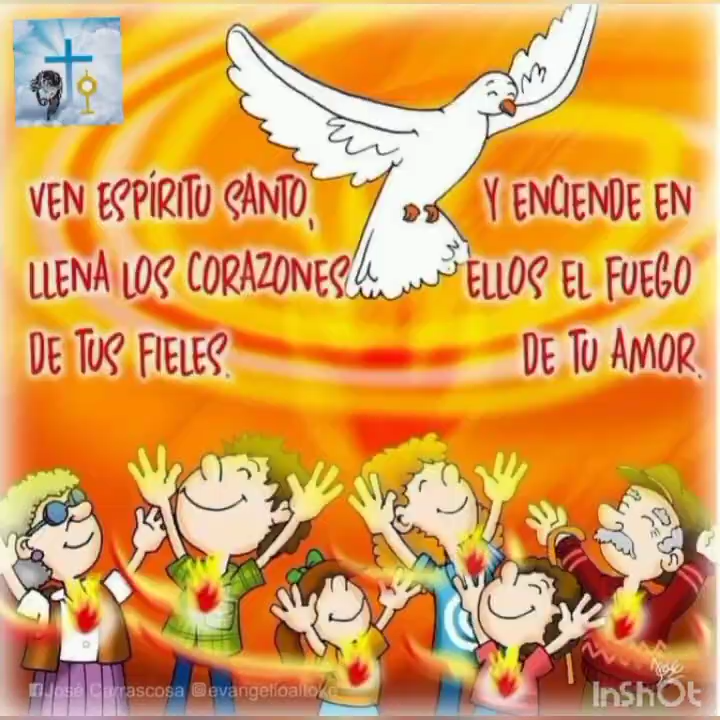 VEN ESPÍRITU SANTO,
LLENA LOS CORAZONES
DE TUS FIELES.
Y ENCIENDE EN
ELLOS EL FUEGO
DE TU AMOR.
José Carrascosa @evangelioaloke
InShOt